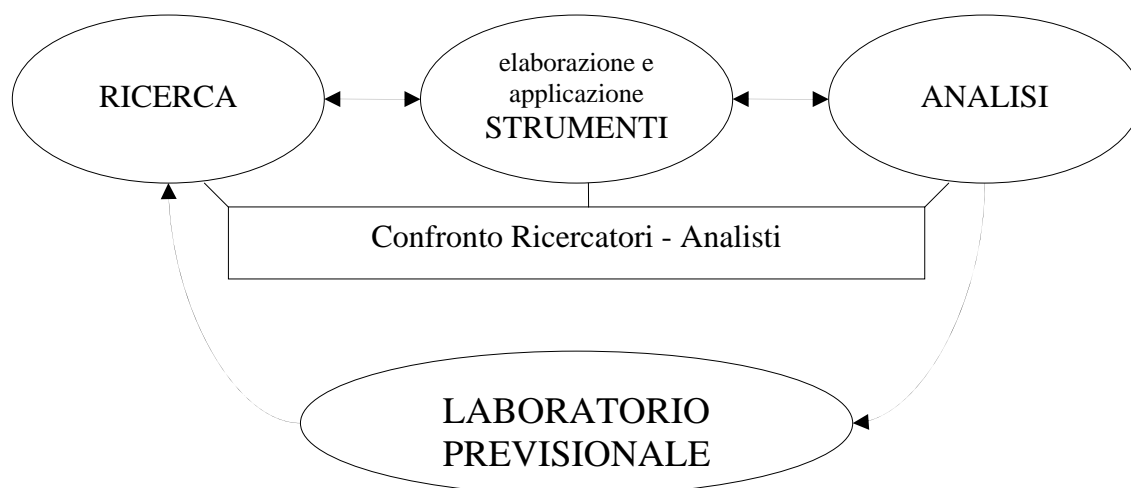 RICERCA
elaborazione e
applicazione
STRUMENTI
ANALISI
Confronto Ricercatori - Analisti
LABORATORIO
PREVISIONALE